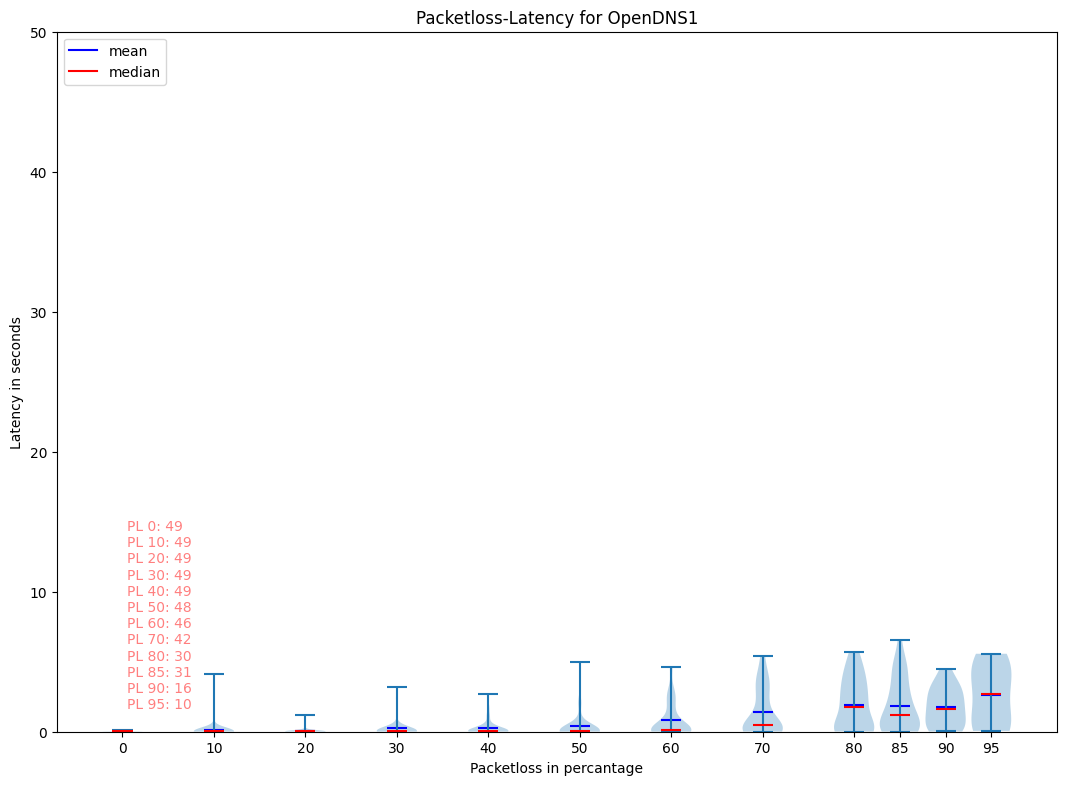 Packetloss-Latency for OpenDNS1
50
mean
median
40
30
Latency in seconds
20
PL 0: 49
PL 10: 49
PL 20: 49
PL 30: 49
PL 40: 49
PL 50: 48
PL 60: 46
PL 70: 42
PL 80: 30
PL 85: 31
PL 90: 16
PL 95: 10
10
0
0 10 20 30 40 50 60 70 80 85 90 95
Packetloss in percantage